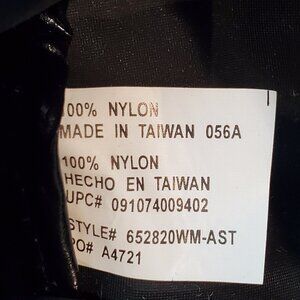 100% NYLON
MADE IN TAIWAN 056A
100% NYLON
HECHO EN TAIWAN
UPC# 091074009402
STYLE# 652820WM-AST
PO# A4721